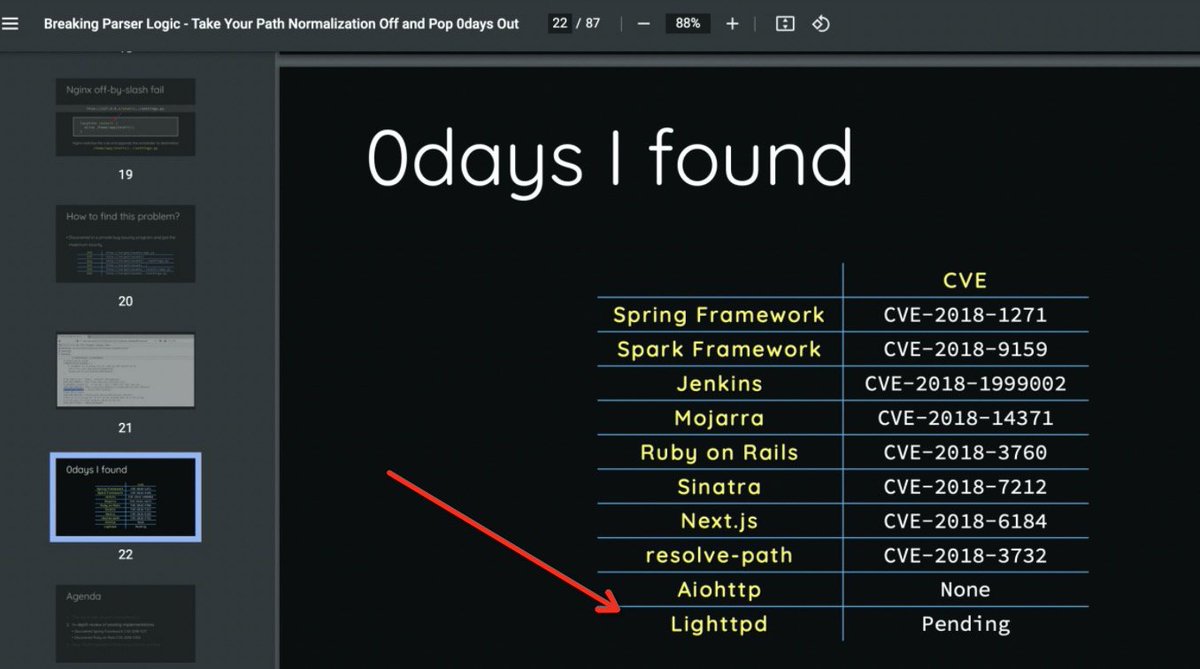 Breaking Parser Logic - Take Your Path Normalization Off and Pop 0days Out
22 / 87
88%
Nginx off-by-slash fail
19
How to find this problem?
20
21
0days I found
22
Agenda
0days I found
CVE
Spring Framework CVE-2018-1271
Spark Framework CVE-2018-9159
Jenkins CVE-2018-1999002
Mojarra CVE-2018-14371
Ruby on Rails CVE-2018-3760
Sinatra CVE-2018-7212
Next.js CVE-2018-6184
resolve-path CVE-2018-3732
Aiohttp None
Lighttpd Pending